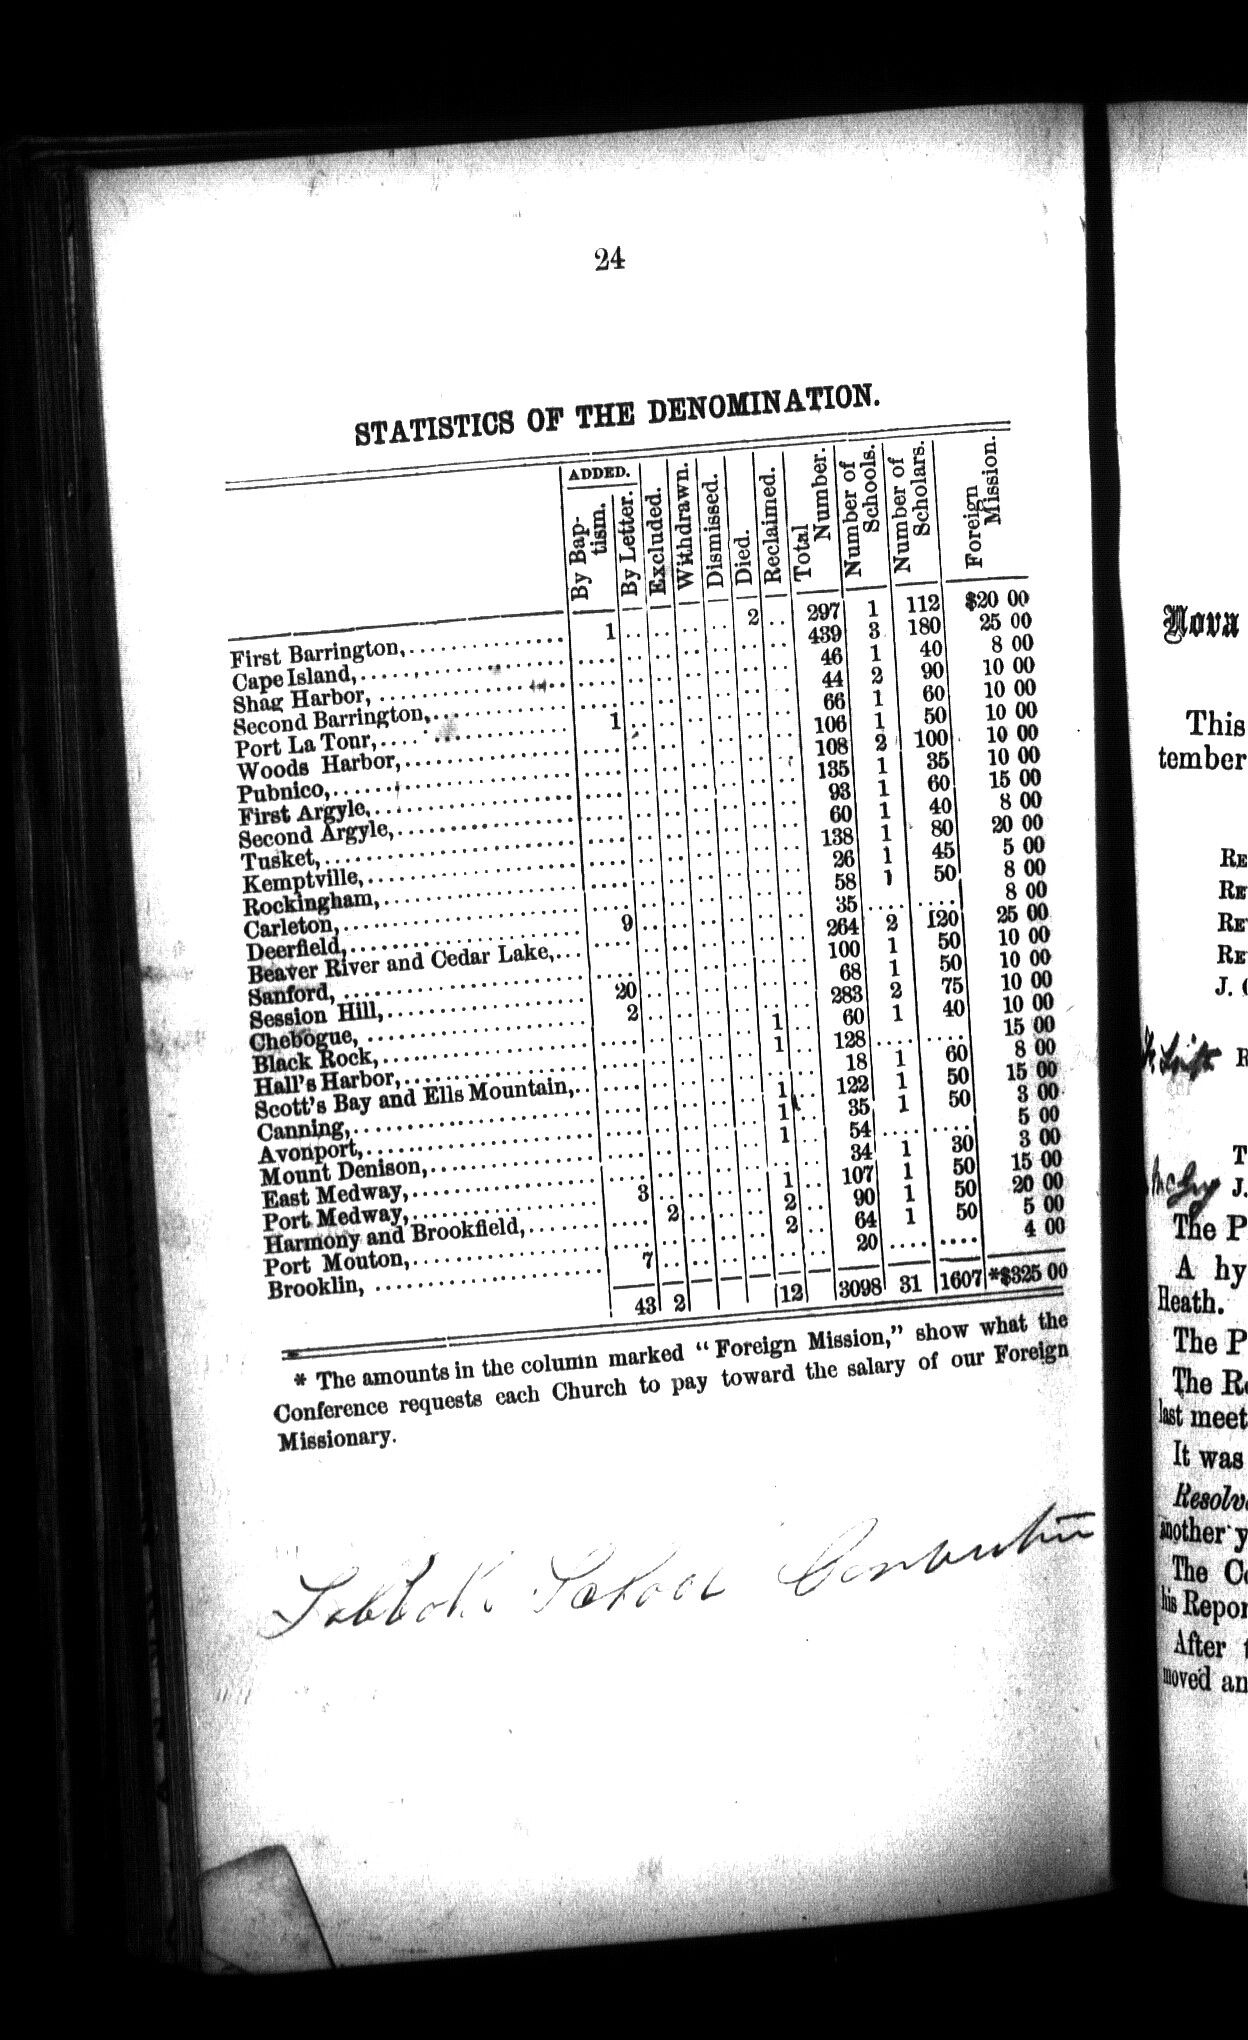 24
STATISTICS OF THE DENOMINATION.
ADDED.
By Baptism. By Letter. Excluded. Withdrawn. Dismissed. Died. Reclaimed. Total Number. Number of Schools. Number of Scholars. Foreign Mission.
First Barrington, 1 2 297 1 112 $20 00
Cape Island, 439 3 180 25 00
Shag Harbor, 46 1 40 8 00
Second Barrington, 44 2 90 10 00
Port La Tour, 1 66 1 60 10 00
Woods Harbor, 106 1 50 10 00
Pubnico, 108 2 100 10 00
First Argyle, 135 1 35 10 00
Second Argyle, 93 1 60 15 00
Tusket, 60 1 40 8 00
Kemptville, 138 1 80 20 00
Rockingham, 26 1 45 5 00
Carleton, 58 1 50 8 00
Deerfield, 9 35 8 00
Beaver River and Cedar Lake, 264 2 120 25 00
Sanford, 100 1 50 10 00
Session Hill, 20 68 1 50 10 00
Chebogue, 2 283 2 75 10 00
Black Rock, 1 60 1 40 10 00
Hall's Harbor, 1 128 15 00
Scott's Bay and Ells Mountain, 18 1 60 8 00
Canning, 1 122 1 50 15 00
Avonport, 1 35 1 50 3 00
Mount Denison, 1 54 5 00
East Medway, 34 1 30 3 00
Port Medway, 3 1 107 1 50 15 00
Harmony and Brookfield, 2 2 90 1 50 20 00
Port Mouton, 2 64 1 50 5 00
Brooklin, 7 20 4 00
43 2 12 3098 31 1607 *$325 00
* The amounts in the column marked "Foreign Mission," show what the
Conference requests each Church to pay toward the salary of our Foreign
Missionary.
Sabbath School Convention
Nova
This
tember
J.
The P
A hy
Heath.
The P
The Re
last meet
It was
Resolve
another y
The Co
his Repor
After t
moved an